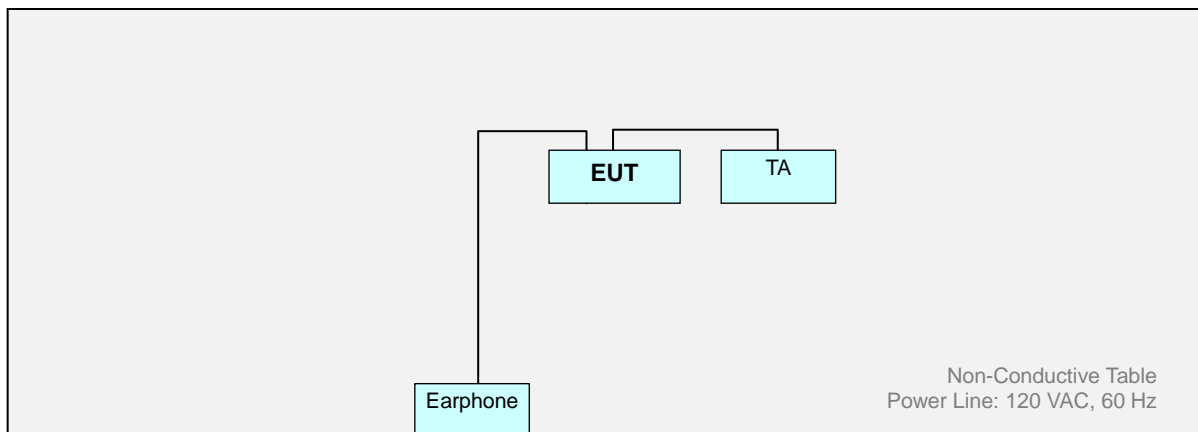 EUT
TA
Earphone
Non-Conductive Table
Power Line: 120 VAC, 60 Hz